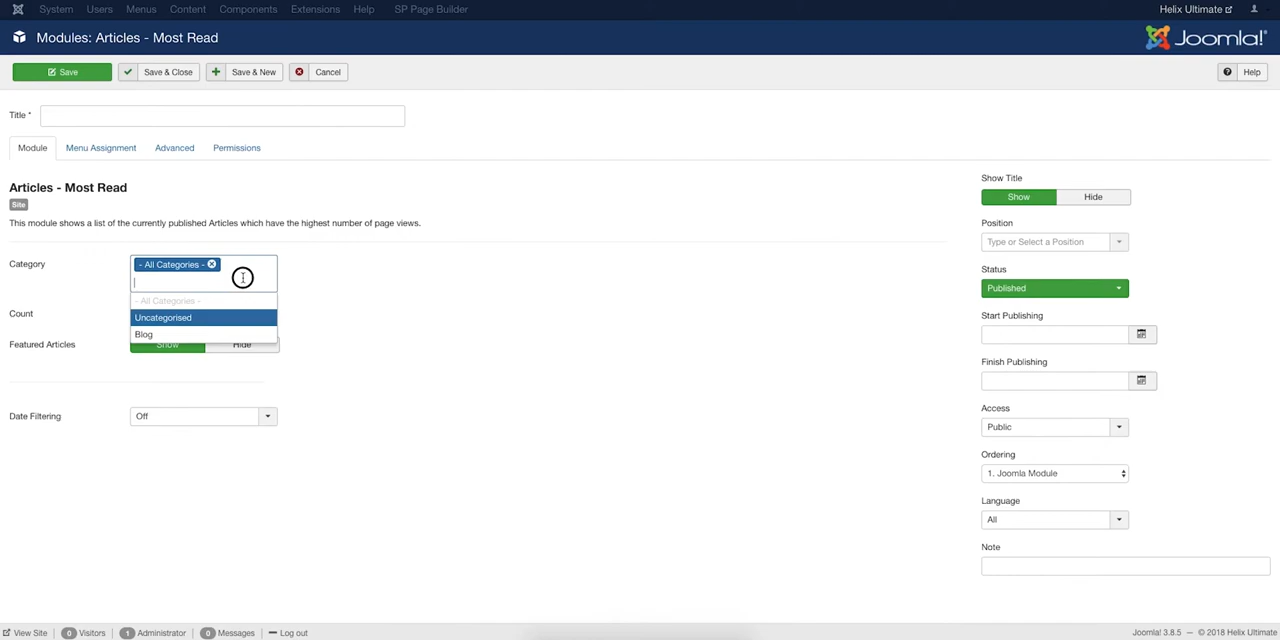 System Users Menus Content Components Extensions Help SP Page Builder Helix Ultimate
Modules: Articles - Most Read Joomla!®
Save Save & Close Save & New Cancel ? Help
Title *
Module Menu Assignment Advanced Permissions
Articles - Most Read
Site
This module shows a list of the currently published Articles which have the highest number of page views.
Category
- All Categories -
- All Categories -
Uncategorised
Blog
Count
Featured Articles Show Hide
Date Filtering Off
Show Title
Show Hide
Position
Type or Select a Position
Status
Published
Start Publishing
Finish Publishing
Access
Public
Ordering
1. Joomla Module
Language
All
Note
View Site 0 Visitors 1 Administrator 0 Messages Log out Joomla! 3.8.5 — © 2018 Helix Ultimate